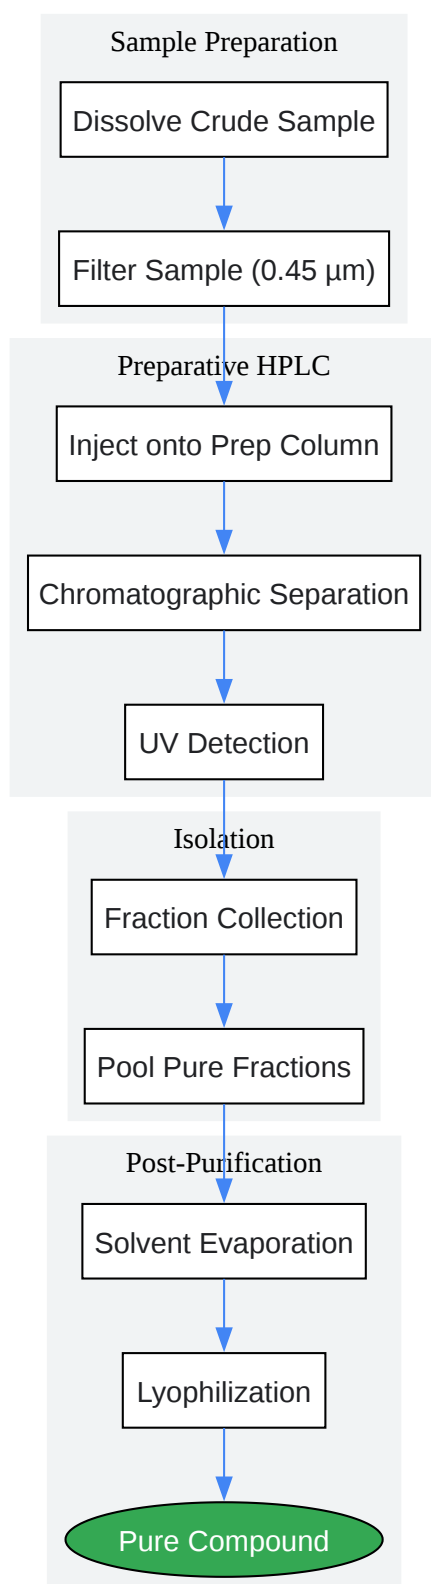 Sample Preparation
Dissolve Crude Sample
Filter Sample (0.45 µm)
Preparative HPLC
Inject onto Prep Column
Chromatographic Separation
UV Detection
Isolation
Fraction Collection
Pool Pure Fractions
Post-Purification
Solvent Evaporation
Lyophilization
Pure Compound